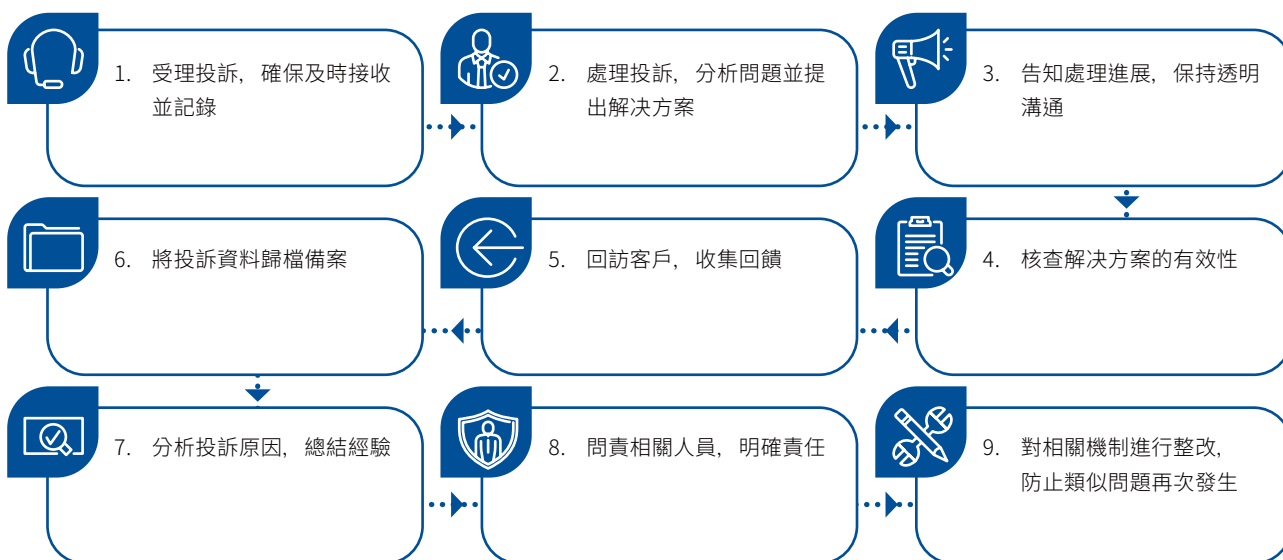 1. 受理投訴，確保及時接收
並記錄
2. 處理投訴，分析問題並提
出解決方案
3. 告知處理進展，保持透明
溝通
4. 核查解決方案的有效性
5. 回訪客戶，收集回饋
6. 將投訴資料歸檔備案
7. 分析投訴原因，總結經驗
8. 問責相關人員，明確責任
9. 對相關機制進行整改，
防止類似問題再次發生